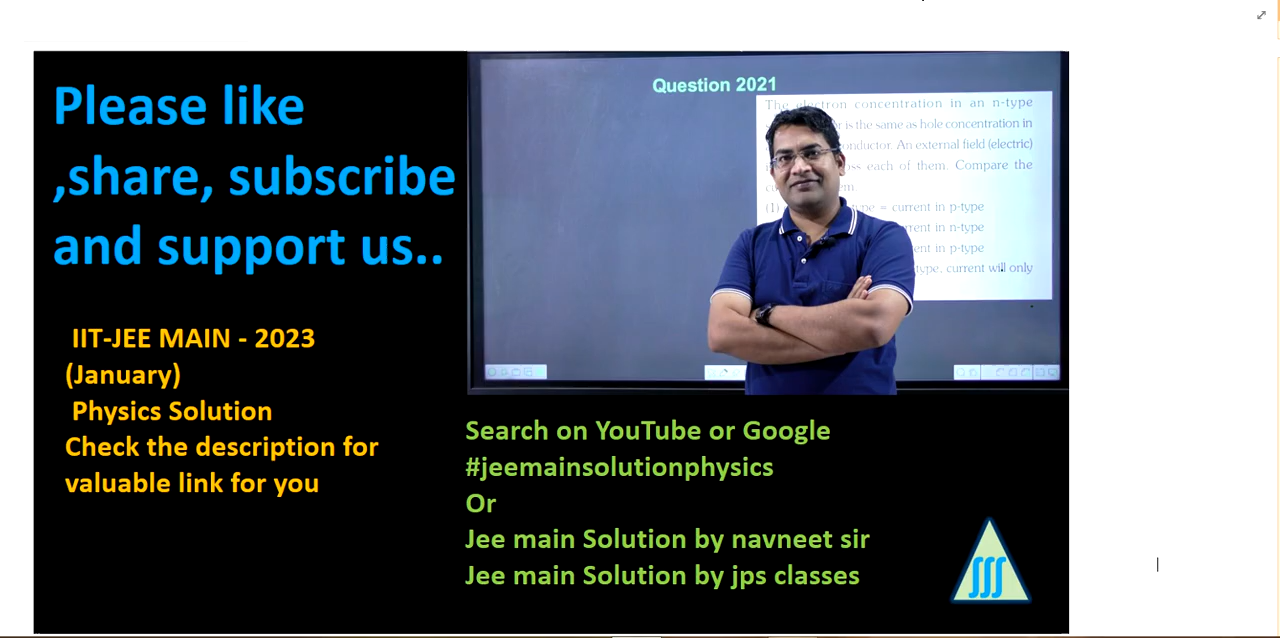 Please like
,share, subscribe
and support us..
IIT-JEE MAIN - 2023
(January)
Physics Solution
Check the description for
valuable link for you
Question 2021
The electron concentration in an n-type
is the same as hole concentration in
An external field (electric)
each of them. Compare the
(1) = current in p-type
in n-type
in p-type
type, current will only
Search on YouTube or Google
#jeemainsolutionphysics
Or
Jee main Solution by navneet sir
Jee main Solution by jps classes